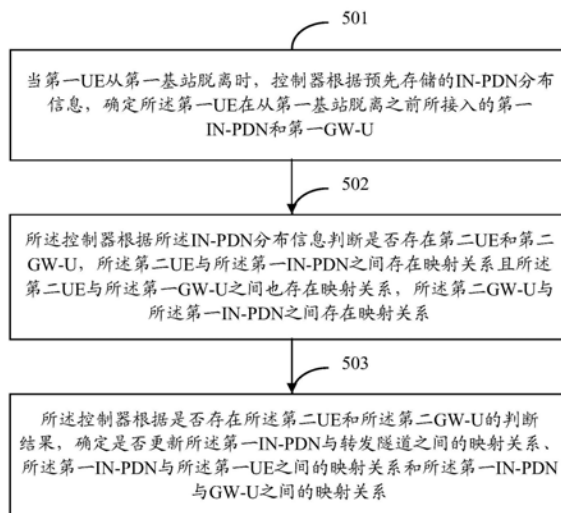 501
当第一UE从第一基站脱离时，控制器根据预先存储的IN-PDN分布
信息，确定所述第一UE在从第一基站脱离之前所接入的第一
IN-PDN和第一GW-U
502
所述控制器根据所述IN-PDN分布信息判断是否存在第二UE和第二
GW-U，所述第二UE与所述第一IN-PDN之间存在映射关系且所述
第二UE与所述第一GW-U之间也存在映射关系，所述第二GW-U与
所述第一IN-PDN之间存在映射关系
503
所述控制器根据是否存在所述第二UE和所述第二GW-U的判断
结果，确定是否更新所述第一IN-PDN与转发隧道之间的映射关系、
所述第一IN-PDN与所述第一UE之间的映射关系和所述第一IN-PDN
与GW-U之间的映射关系